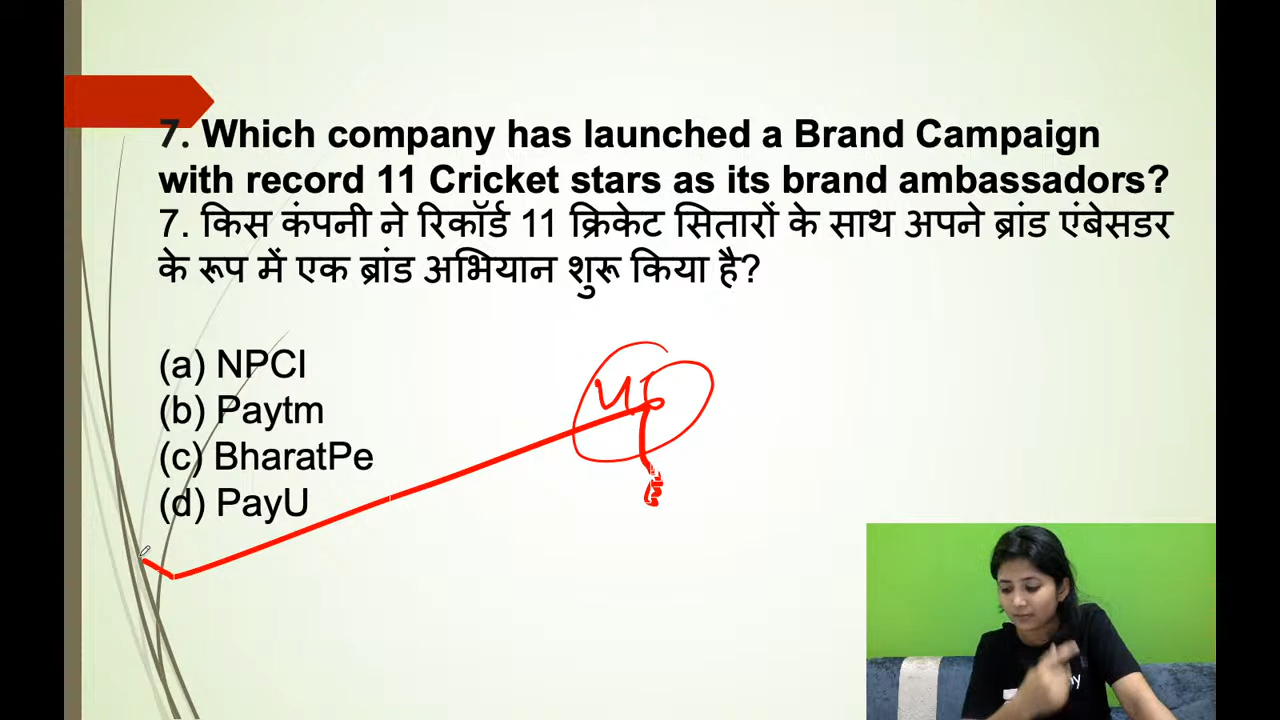 7. Which company has launched a Brand Campaign
with record 11 Cricket stars as its brand ambassadors?
7. किस कंपनी ने रिकॉर्ड 11 क्रिकेट सितारों के साथ अपने ब्रांड एंबेसडर
के रूप में एक ब्रांड अभियान शुरू किया है?
(a) NPCI
(b) Paytm
(c) BharatPe
(d) PayU